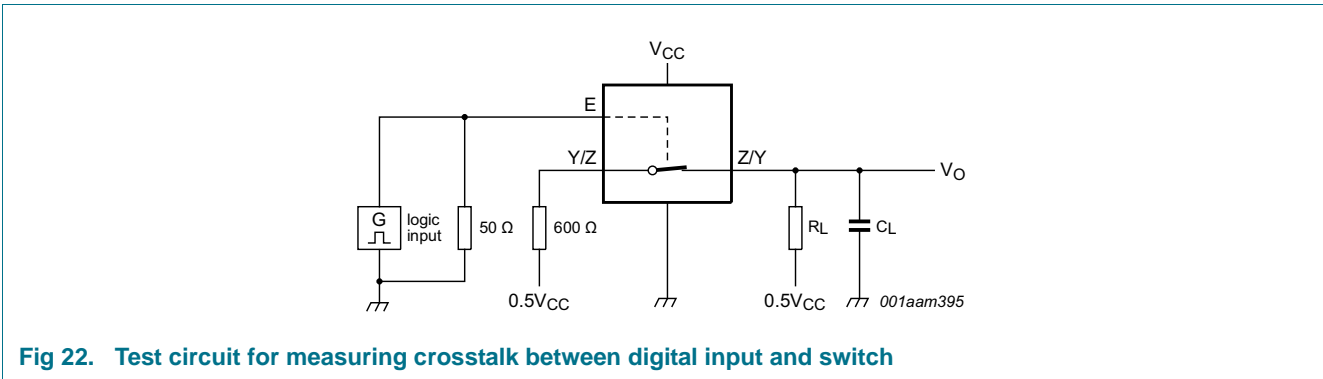 VCC
E
Y/Z
Z/Y
VO
G
logic
input
50 Ω
600 Ω
RL
CL
0.5VCC
0.5VCC
001aam395
Fig 22. Test circuit for measuring crosstalk between digital input and switch